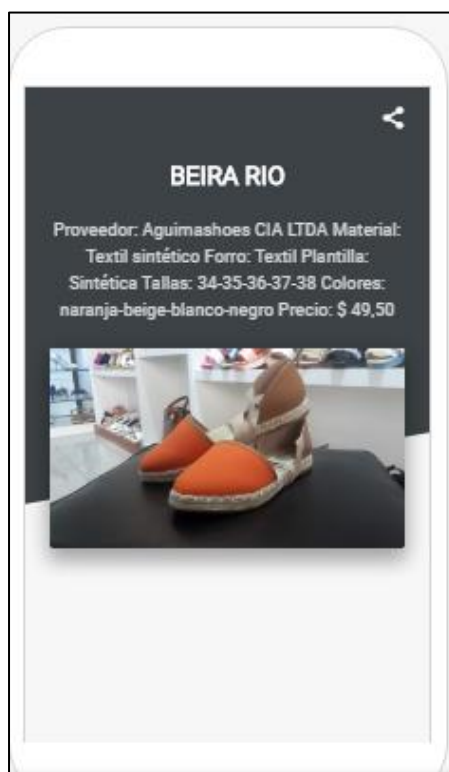 BEIRA RIO
Proveedor: Aguimashoes CIA LTDA Material:
Textil sintético Forro: Textil Plantilla:
Sintética Tallas: 34-35-36-37-38 Colores:
naranja-beige-blanco-negro Precio: $ 49,50